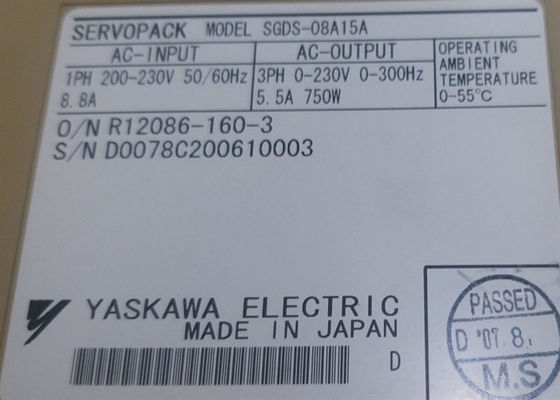 SERVOPACK MODEL SGDS-08A15A
AC-INPUT
1PH 200-230V 50/60Hz
8.8A
AC-OUTPUT
3PH 0-230V 0-300Hz
5.5A 750W
OPERATING
AMBIENT
TEMPERATURE
0-55℃
O/N R12086-160-3
S/N D0078C200610003
YASKAWA ELECTRIC
MADE IN JAPAN
D
PASSED
D '07.8.
M.S